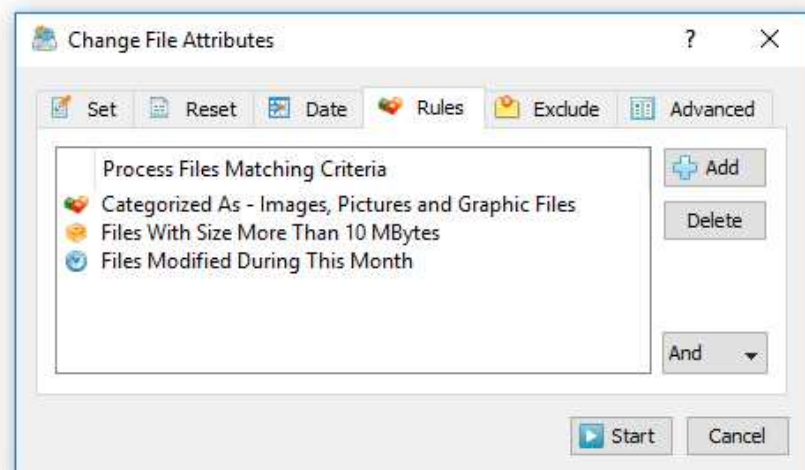 Change File Attributes ?
Set Reset Date Rules Exclude Advanced
Process Files Matching Criteria
Categorized As - Images, Pictures and Graphic Files
Files With Size More Than 10 MBytes
Files Modified During This Month
Add
Delete
And
Start Cancel